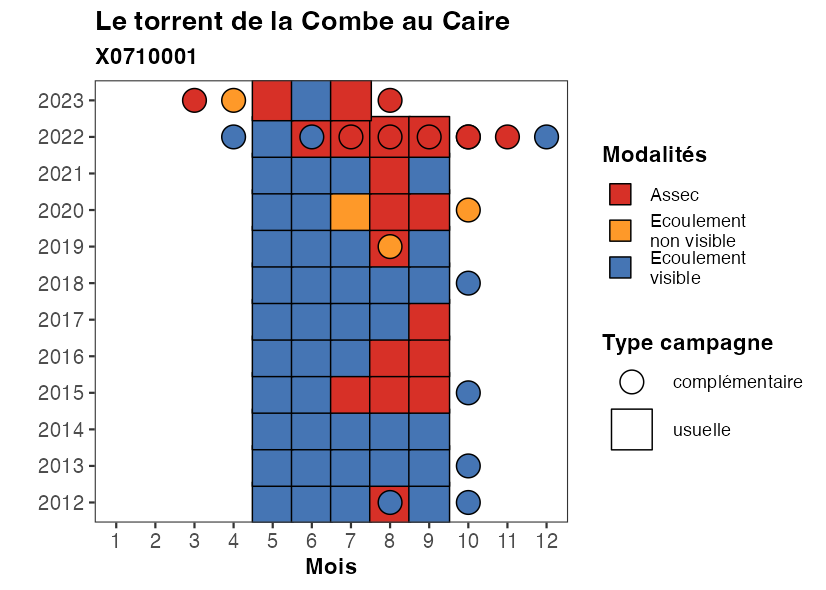 Le torrent de la Combe au Caire
X0710001
2023
2022
2021
2020
2019
2018
2017
2016
2015
2014
2013
2012
1 2 3 4 5 6 7 8 9 10 11 12
Mois
Modalités
Assec
Ecoulement
non visible
Ecoulement
visible
Type campagne
complémentaire
usuelle